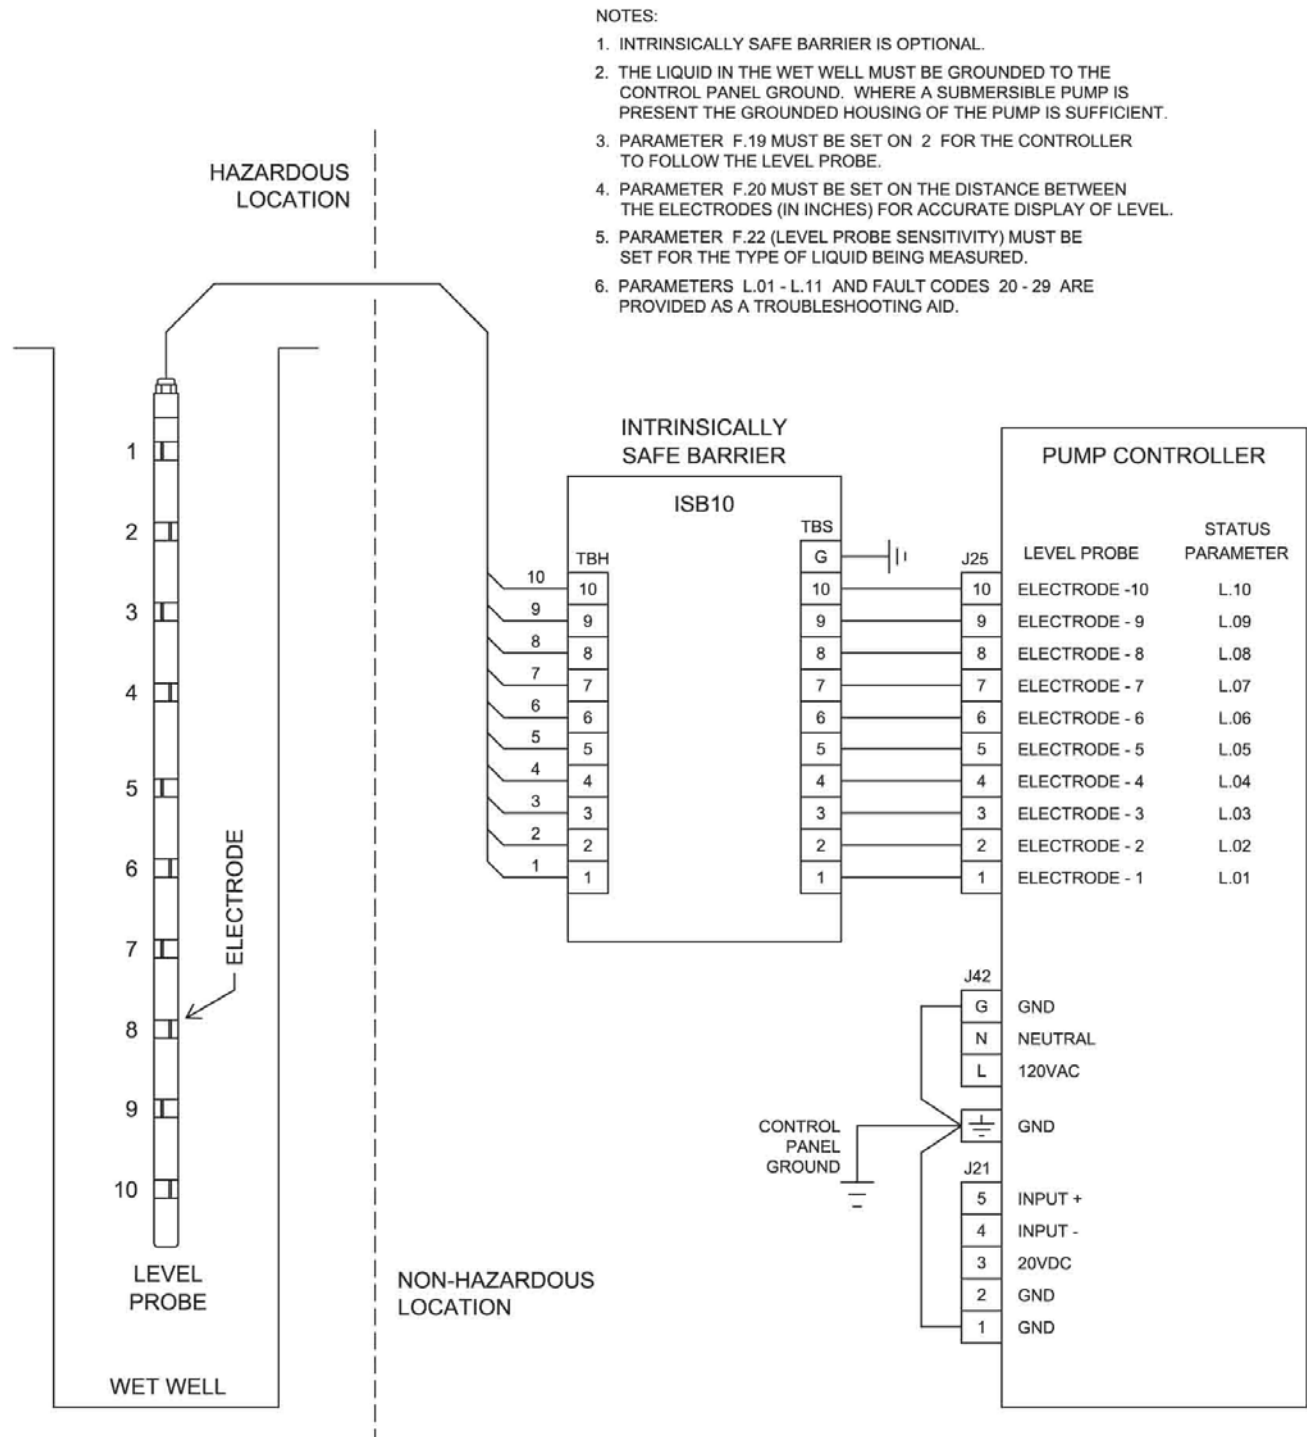 NOTES:
1. INTRINSICALLY SAFE BARRIER IS OPTIONAL.
2. THE LIQUID IN THE WET WELL MUST BE GROUNDED TO THE
CONTROL PANEL GROUND. WHERE A SUBMERSIBLE PUMP IS
PRESENT THE GROUNDED HOUSING OF THE PUMP IS SUFFICIENT.
3. PARAMETER F.19 MUST BE SET ON 2 FOR THE CONTROLLER
TO FOLLOW THE LEVEL PROBE.
4. PARAMETER F.20 MUST BE SET ON THE DISTANCE BETWEEN
THE ELECTRODES (IN INCHES) FOR ACCURATE DISPLAY OF LEVEL.
5. PARAMETER F.22 (LEVEL PROBE SENSITIVITY) MUST BE
SET FOR THE TYPE OF LIQUID BEING MEASURED.
6. PARAMETERS L.01 - L.11 AND FAULT CODES 20 - 29 ARE
PROVIDED AS A TROUBLESHOOTING AID.
HAZARDOUS
LOCATION
1
2
3
4
5
6
7
8
9
10
ELECTRODE
LEVEL
PROBE
WET WELL
NON-HAZARDOUS
LOCATION
INTRINSICALLY
SAFE BARRIER
ISB10
TBH
TBS
G
10 10 10
9 9 9
8 8 8
7 7 7
6 6 6
5 5 5
4 4 4
3 3 3
2 2 2
1 1 1
PUMP CONTROLLER
J25
LEVEL PROBE
STATUS
PARAMETER
10 ELECTRODE -10 L.10
9 ELECTRODE - 9 L.09
8 ELECTRODE - 8 L.08
7 ELECTRODE - 7 L.07
6 ELECTRODE - 6 L.06
5 ELECTRODE - 5 L.05
4 ELECTRODE - 4 L.04
3 ELECTRODE - 3 L.03
2 ELECTRODE - 2 L.02
1 ELECTRODE - 1 L.01
J42
G GND
N NEUTRAL
L 120VAC
GND
CONTROL
PANEL
GROUND
J21
5 INPUT +
4 INPUT -
3 20VDC
2 GND
1 GND